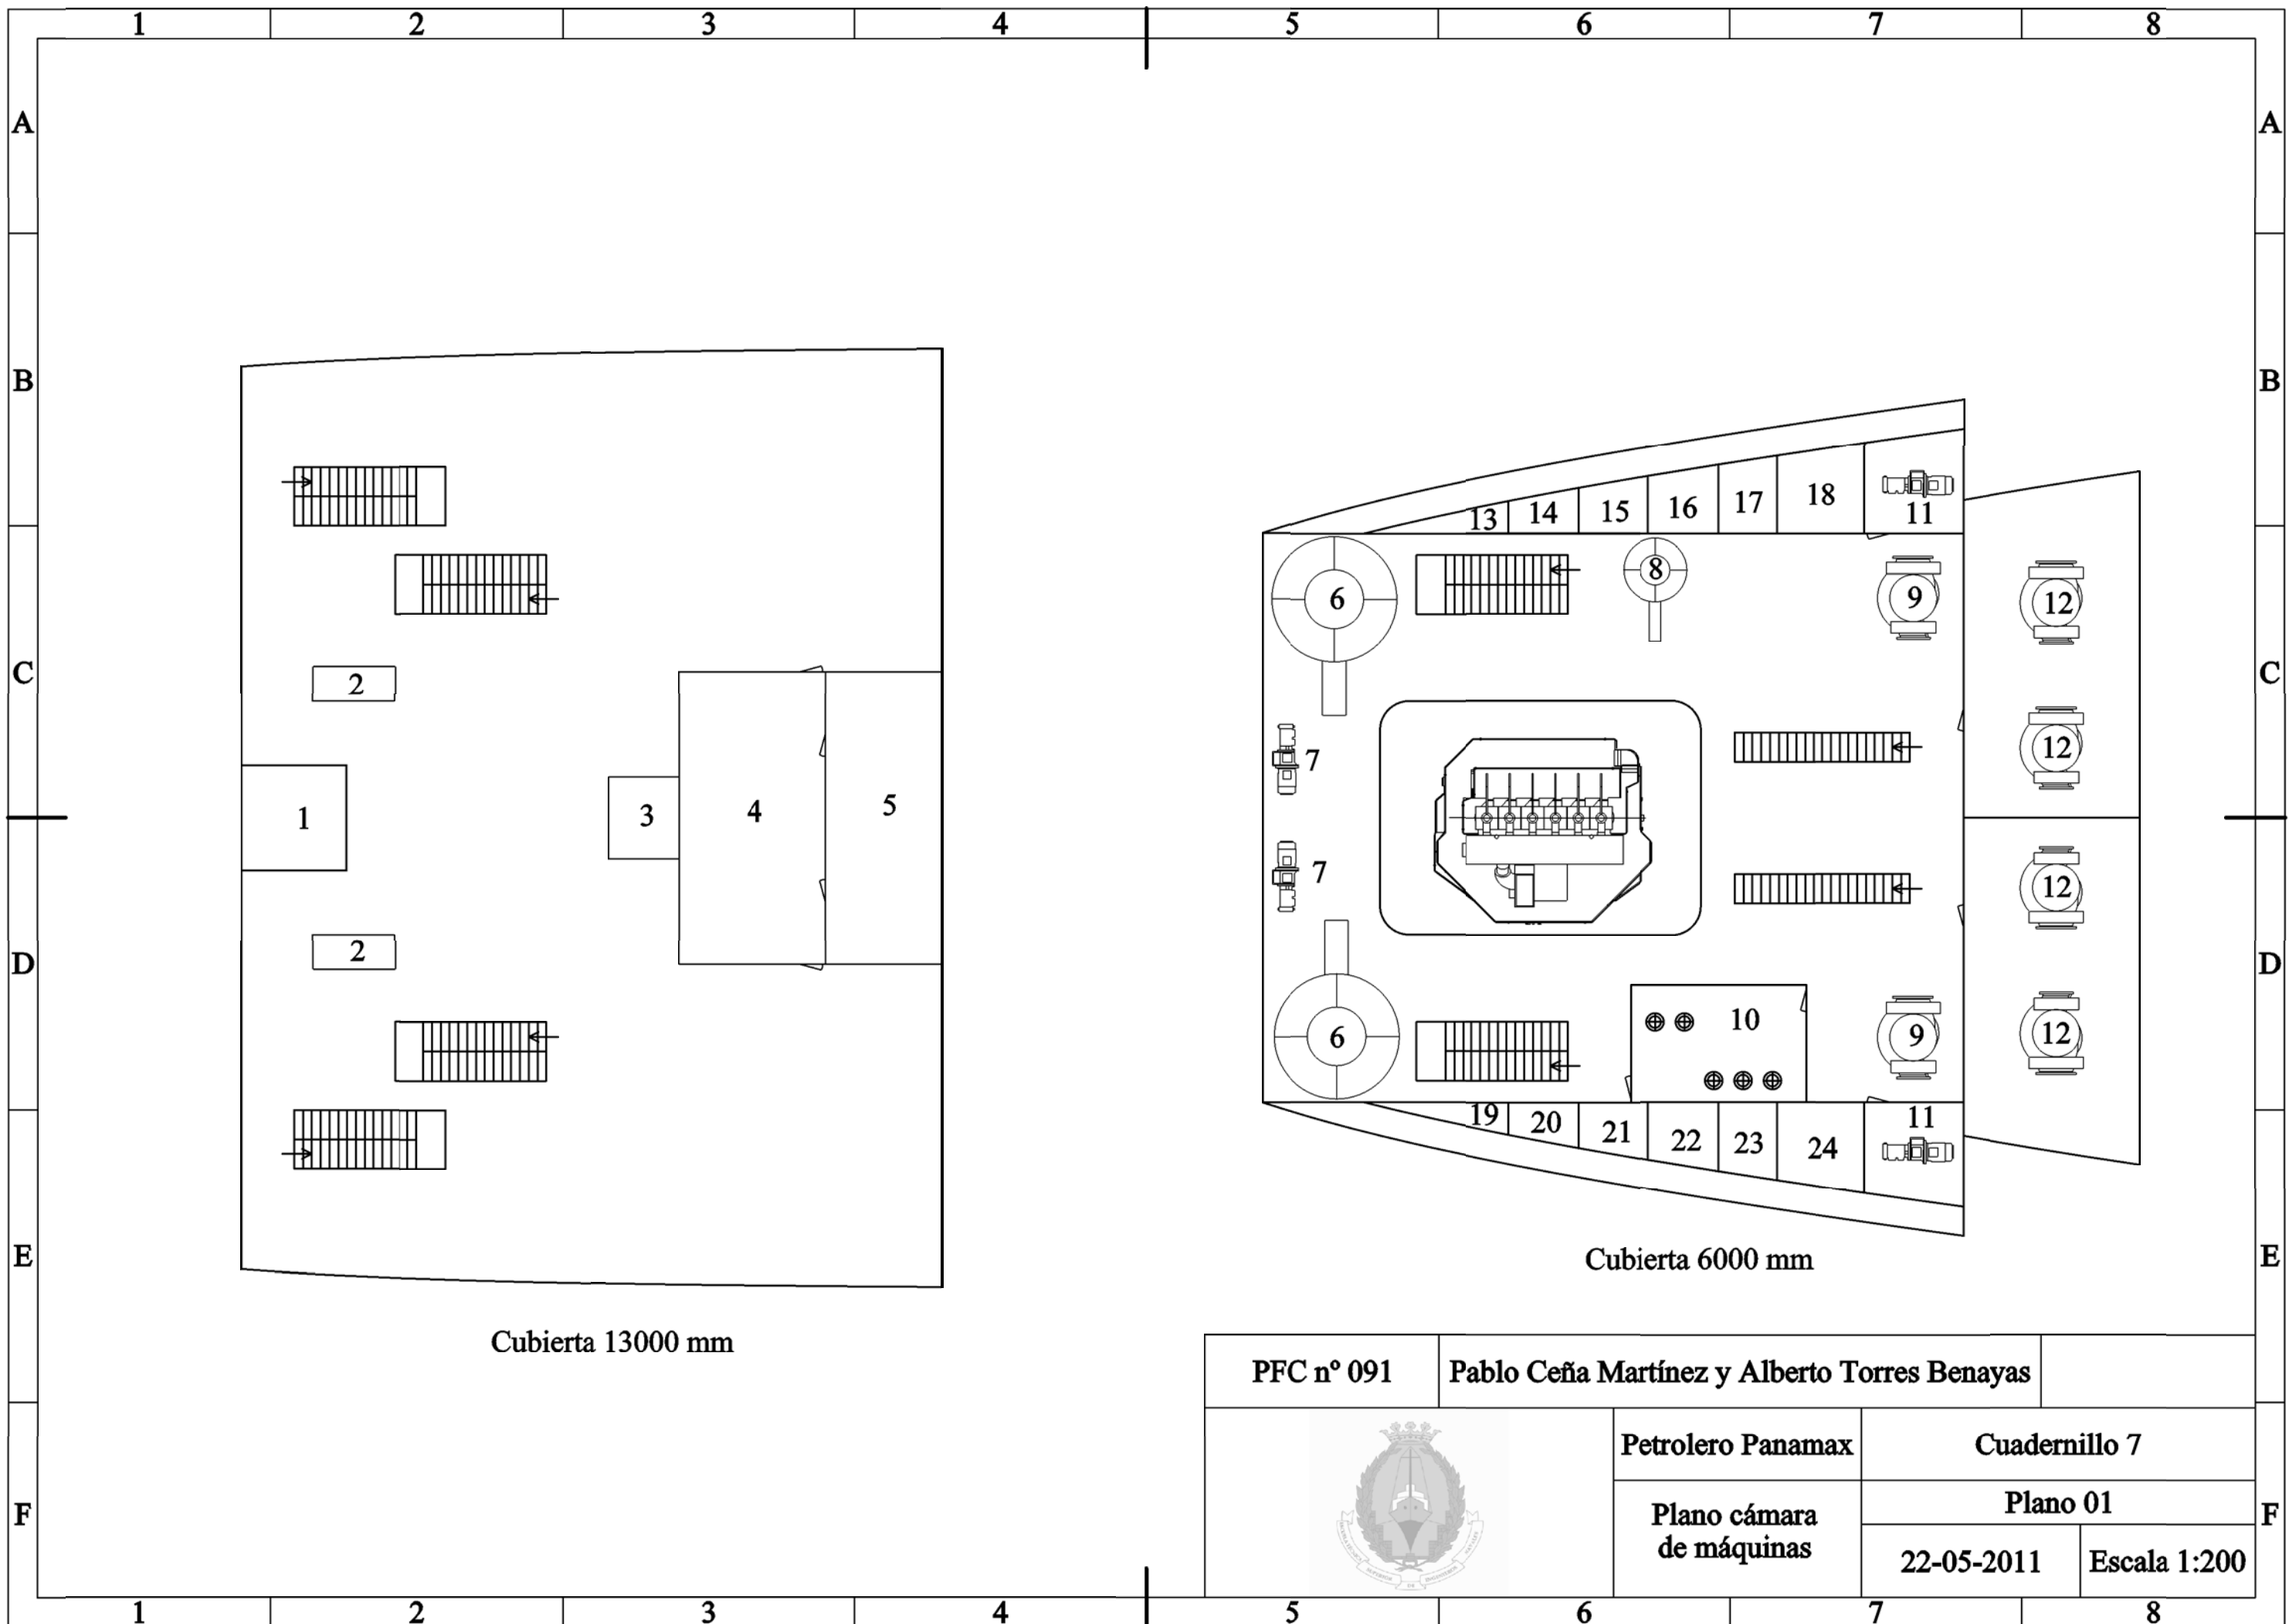 1 2 3 4 5 6 7 8
A A
B B
C C
D D
E E
F F
1
2
2
3
4
5
Cubierta 13000 mm
13 14 15 16 17 18 11
6 8 9 12
7 12
7 12
6 10 9 12
19 20 21 22 23 24 11
Cubierta 6000 mm
PFC nº 091
Pablo Ceña Martínez y Alberto Torres Benayas
Petrolero Panamax
Cuadernillo 7
Plano cámara
de máquinas
Plano 01
22-05-2011
Escala 1:200
1 2 3 4 5 6 7 8